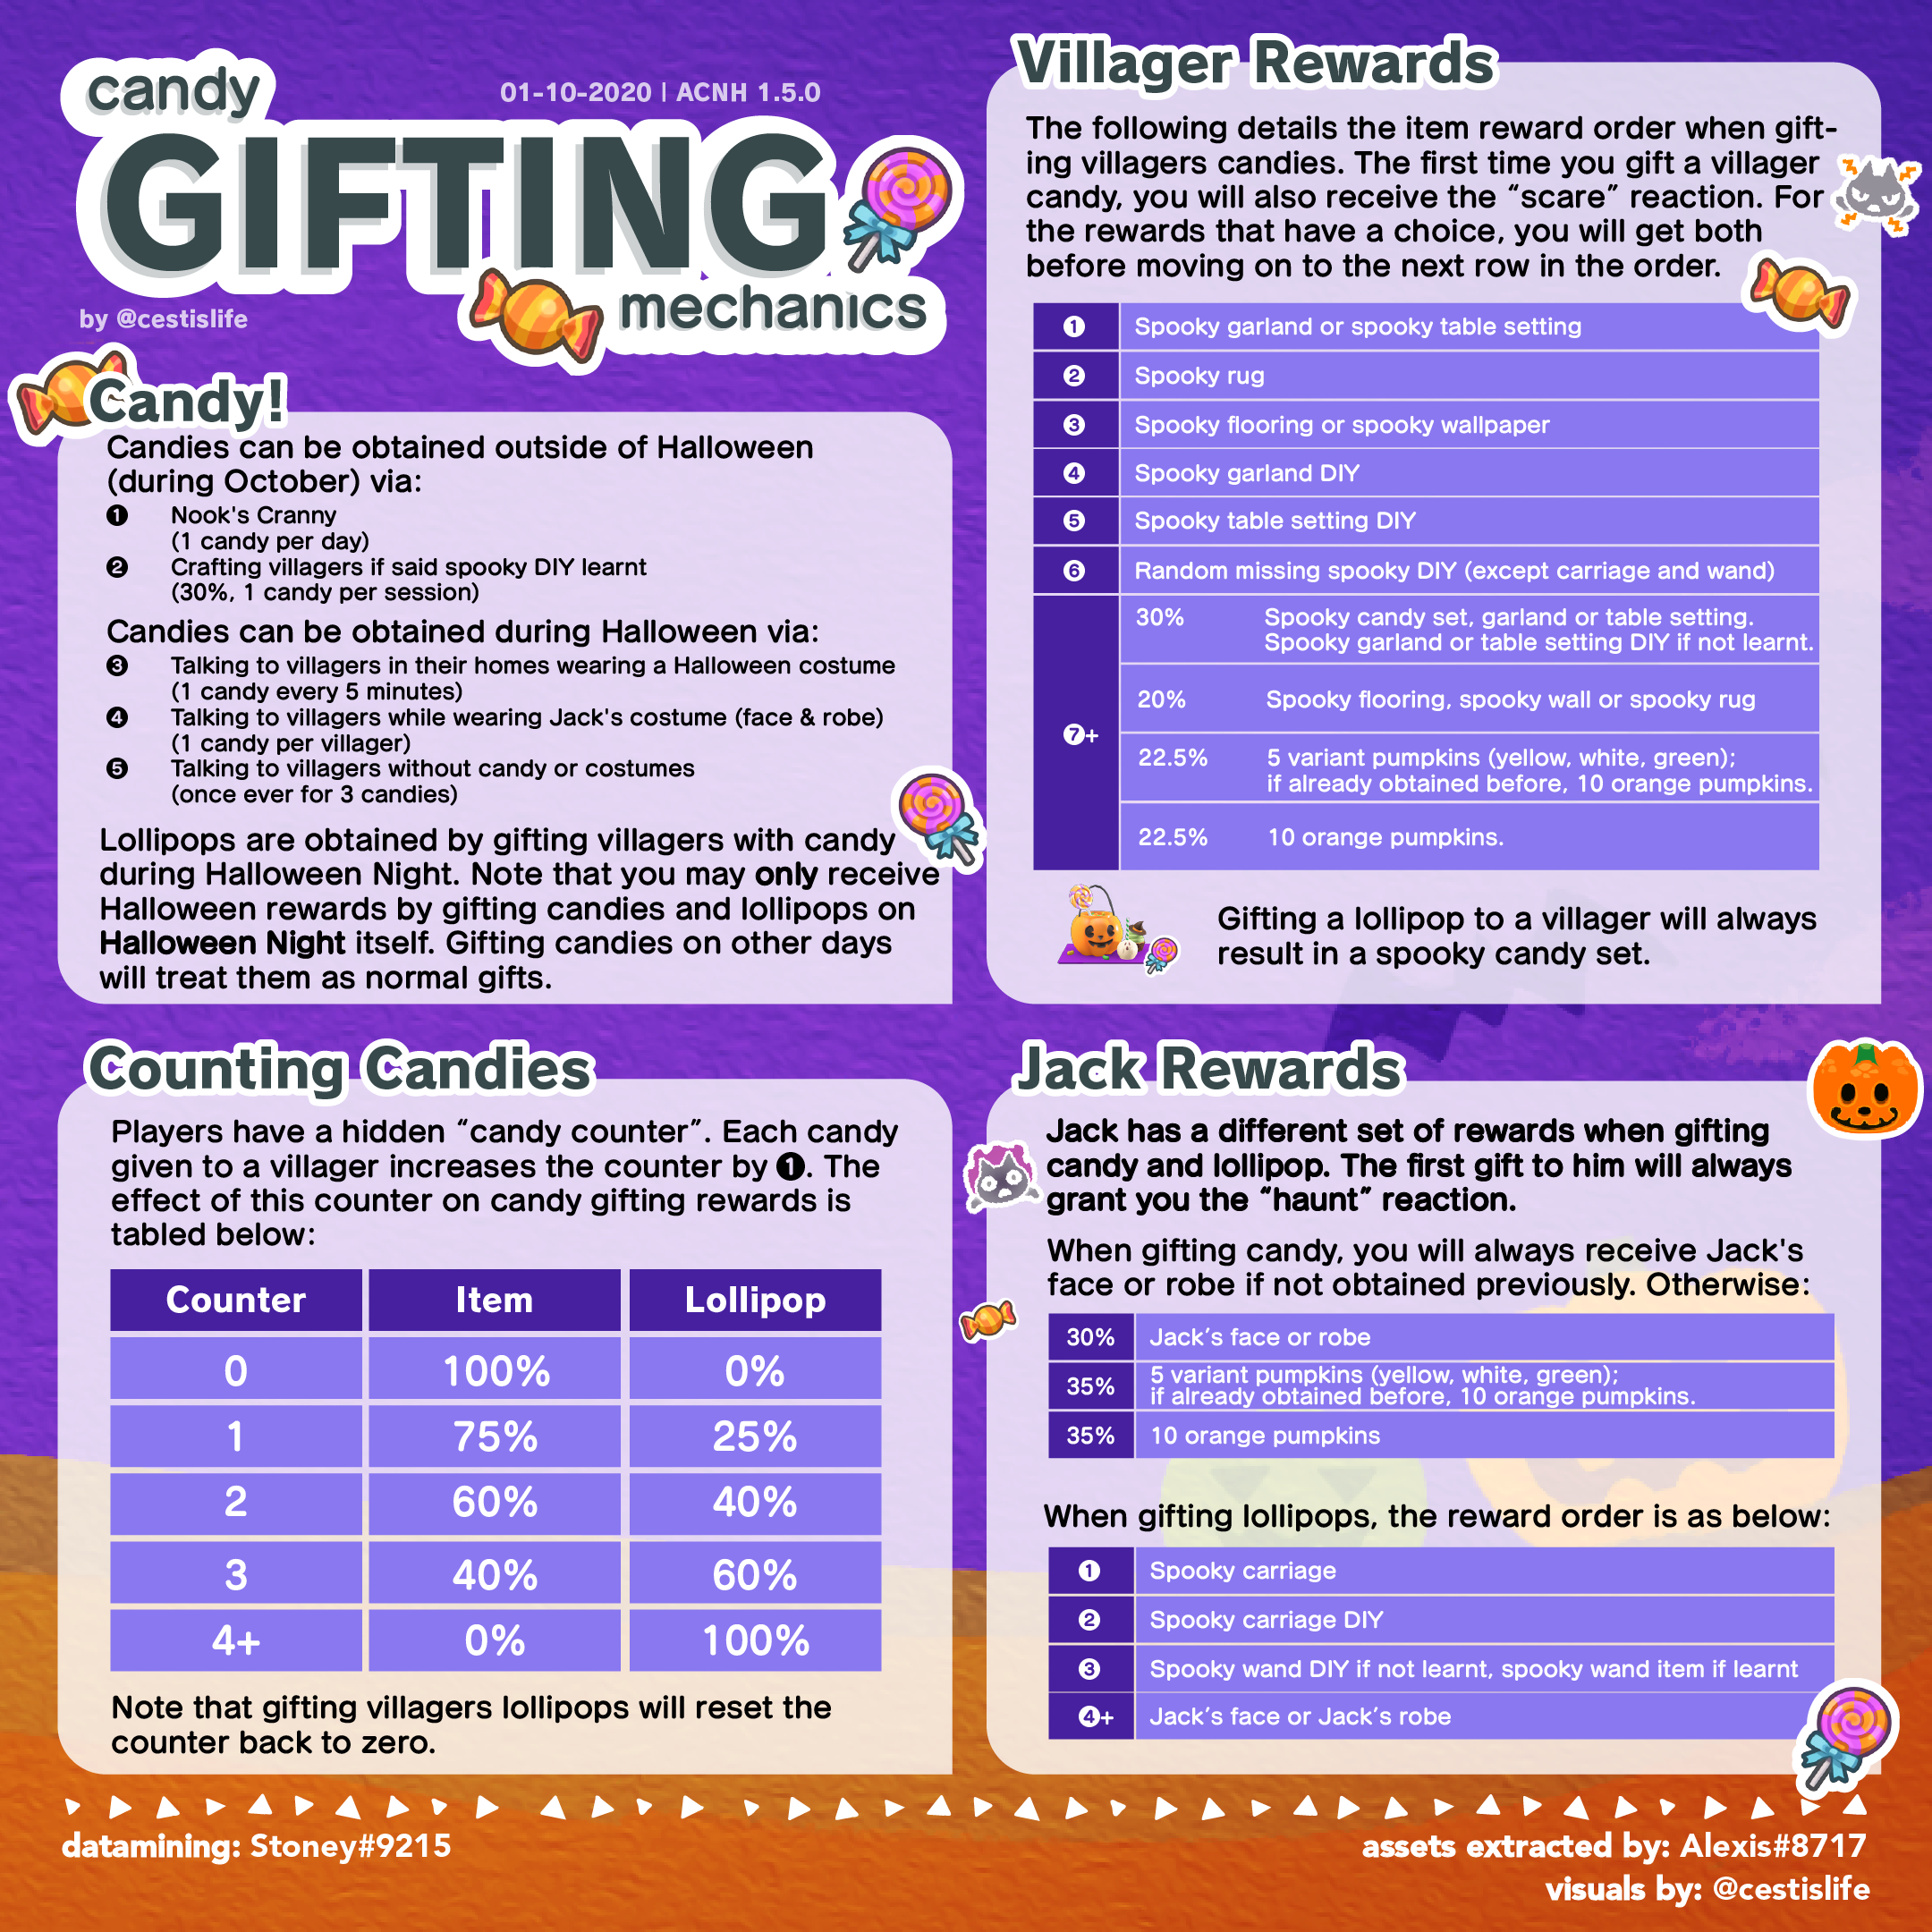 candy
01-10-2020 | ACNH 1.5.0
GIFTING
mechanics
by @cestislife
Candy!
Candies can be obtained outside of Halloween
(during October) via:
1 Nook's Cranny
(1 candy per day)
2 Crafting villagers if said spooky DIY learnt
(30%, 1 candy per session)
Candies can be obtained during Halloween via:
3 Talking to villagers in their homes wearing a Halloween costume
(1 candy every 5 minutes)
4 Talking to villagers while wearing Jack's costume (face & robe)
(1 candy per villager)
5 Talking to villagers without candy or costumes
(once ever for 3 candies)
Lollipops are obtained by gifting villagers with candy
during Halloween Night. Note that you may only receive
Halloween rewards by gifting candies and lollipops on
Halloween Night itself. Gifting candies on other days
will treat them as normal gifts.
Villager Rewards
The following details the item reward order when gift-
ing villagers candies. The first time you gift a villager
candy, you will also receive the “scare” reaction. For
the rewards that have a choice, you will get both
before moving on to the next row in the order.
1 Spooky garland or spooky table setting
2 Spooky rug
3 Spooky flooring or spooky wallpaper
4 Spooky garland DIY
5 Spooky table setting DIY
6 Random missing spooky DIY (except carriage and wand)
7+
30% Spooky candy set, garland or table setting.
Spooky garland or table setting DIY if not learnt.
20% Spooky flooring, spooky wall or spooky rug
22.5% 5 variant pumpkins (yellow, white, green);
if already obtained before, 10 orange pumpkins.
22.5% 10 orange pumpkins.
Gifting a lollipop to a villager will always
result in a spooky candy set.
Counting Candies
Players have a hidden “candy counter”. Each candy
given to a villager increases the counter by 1. The
effect of this counter on candy gifting rewards is
tabled below:
Counter Item Lollipop
0 100% 0%
1 75% 25%
2 60% 40%
3 40% 60%
4+ 0% 100%
Note that gifting villagers lollipops will reset the
counter back to zero.
Jack Rewards
Jack has a different set of rewards when gifting
candy and lollipop. The first gift to him will always
grant you the “haunt” reaction.
When gifting candy, you will always receive Jack's
face or robe if not obtained previously. Otherwise:
30% Jack’s face or robe
35% 5 variant pumpkins (yellow, white, green);
if already obtained before, 10 orange pumpkins.
35% 10 orange pumpkins
When gifting lollipops, the reward order is as below:
1 Spooky carriage
2 Spooky carriage DIY
3 Spooky wand DIY if not learnt, spooky wand item if learnt
4+ Jack’s face or Jack’s robe
datamining: Stoney#9215
assets extracted by: Alexis#8717
visuals by: @cestislife